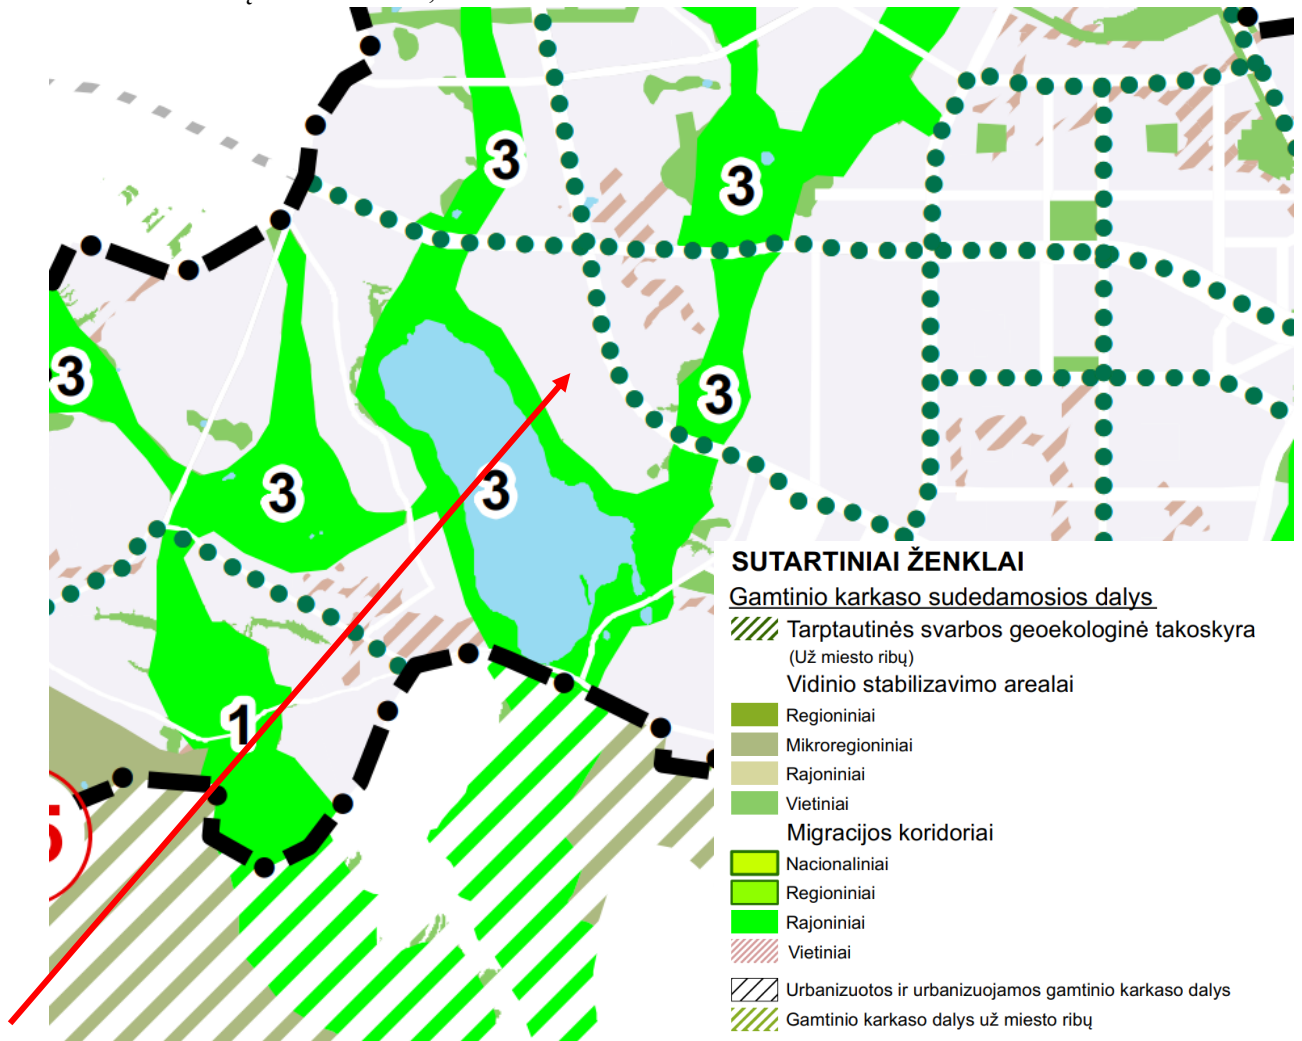 3
3
3
3
3
3
1
5
SUTARTINIAI ŽENKLAI
Gamtinio karkaso sudedamosios dalys
Tarptautinės svarbos geoekologinė takoskyra
(Už miesto ribų)
Vidinio stabilizavimo arealai
Regioniniai
Mikroregioniniai
Rajoniniai
Vietiniai
Migracijos koridoriai
Nacionaliniai
Regioniniai
Rajoniniai
Vietiniai
Urbanizuotos ir urbanizuojamos gamtinio karkaso dalys
Gamtinio karkaso dalys už miesto ribų